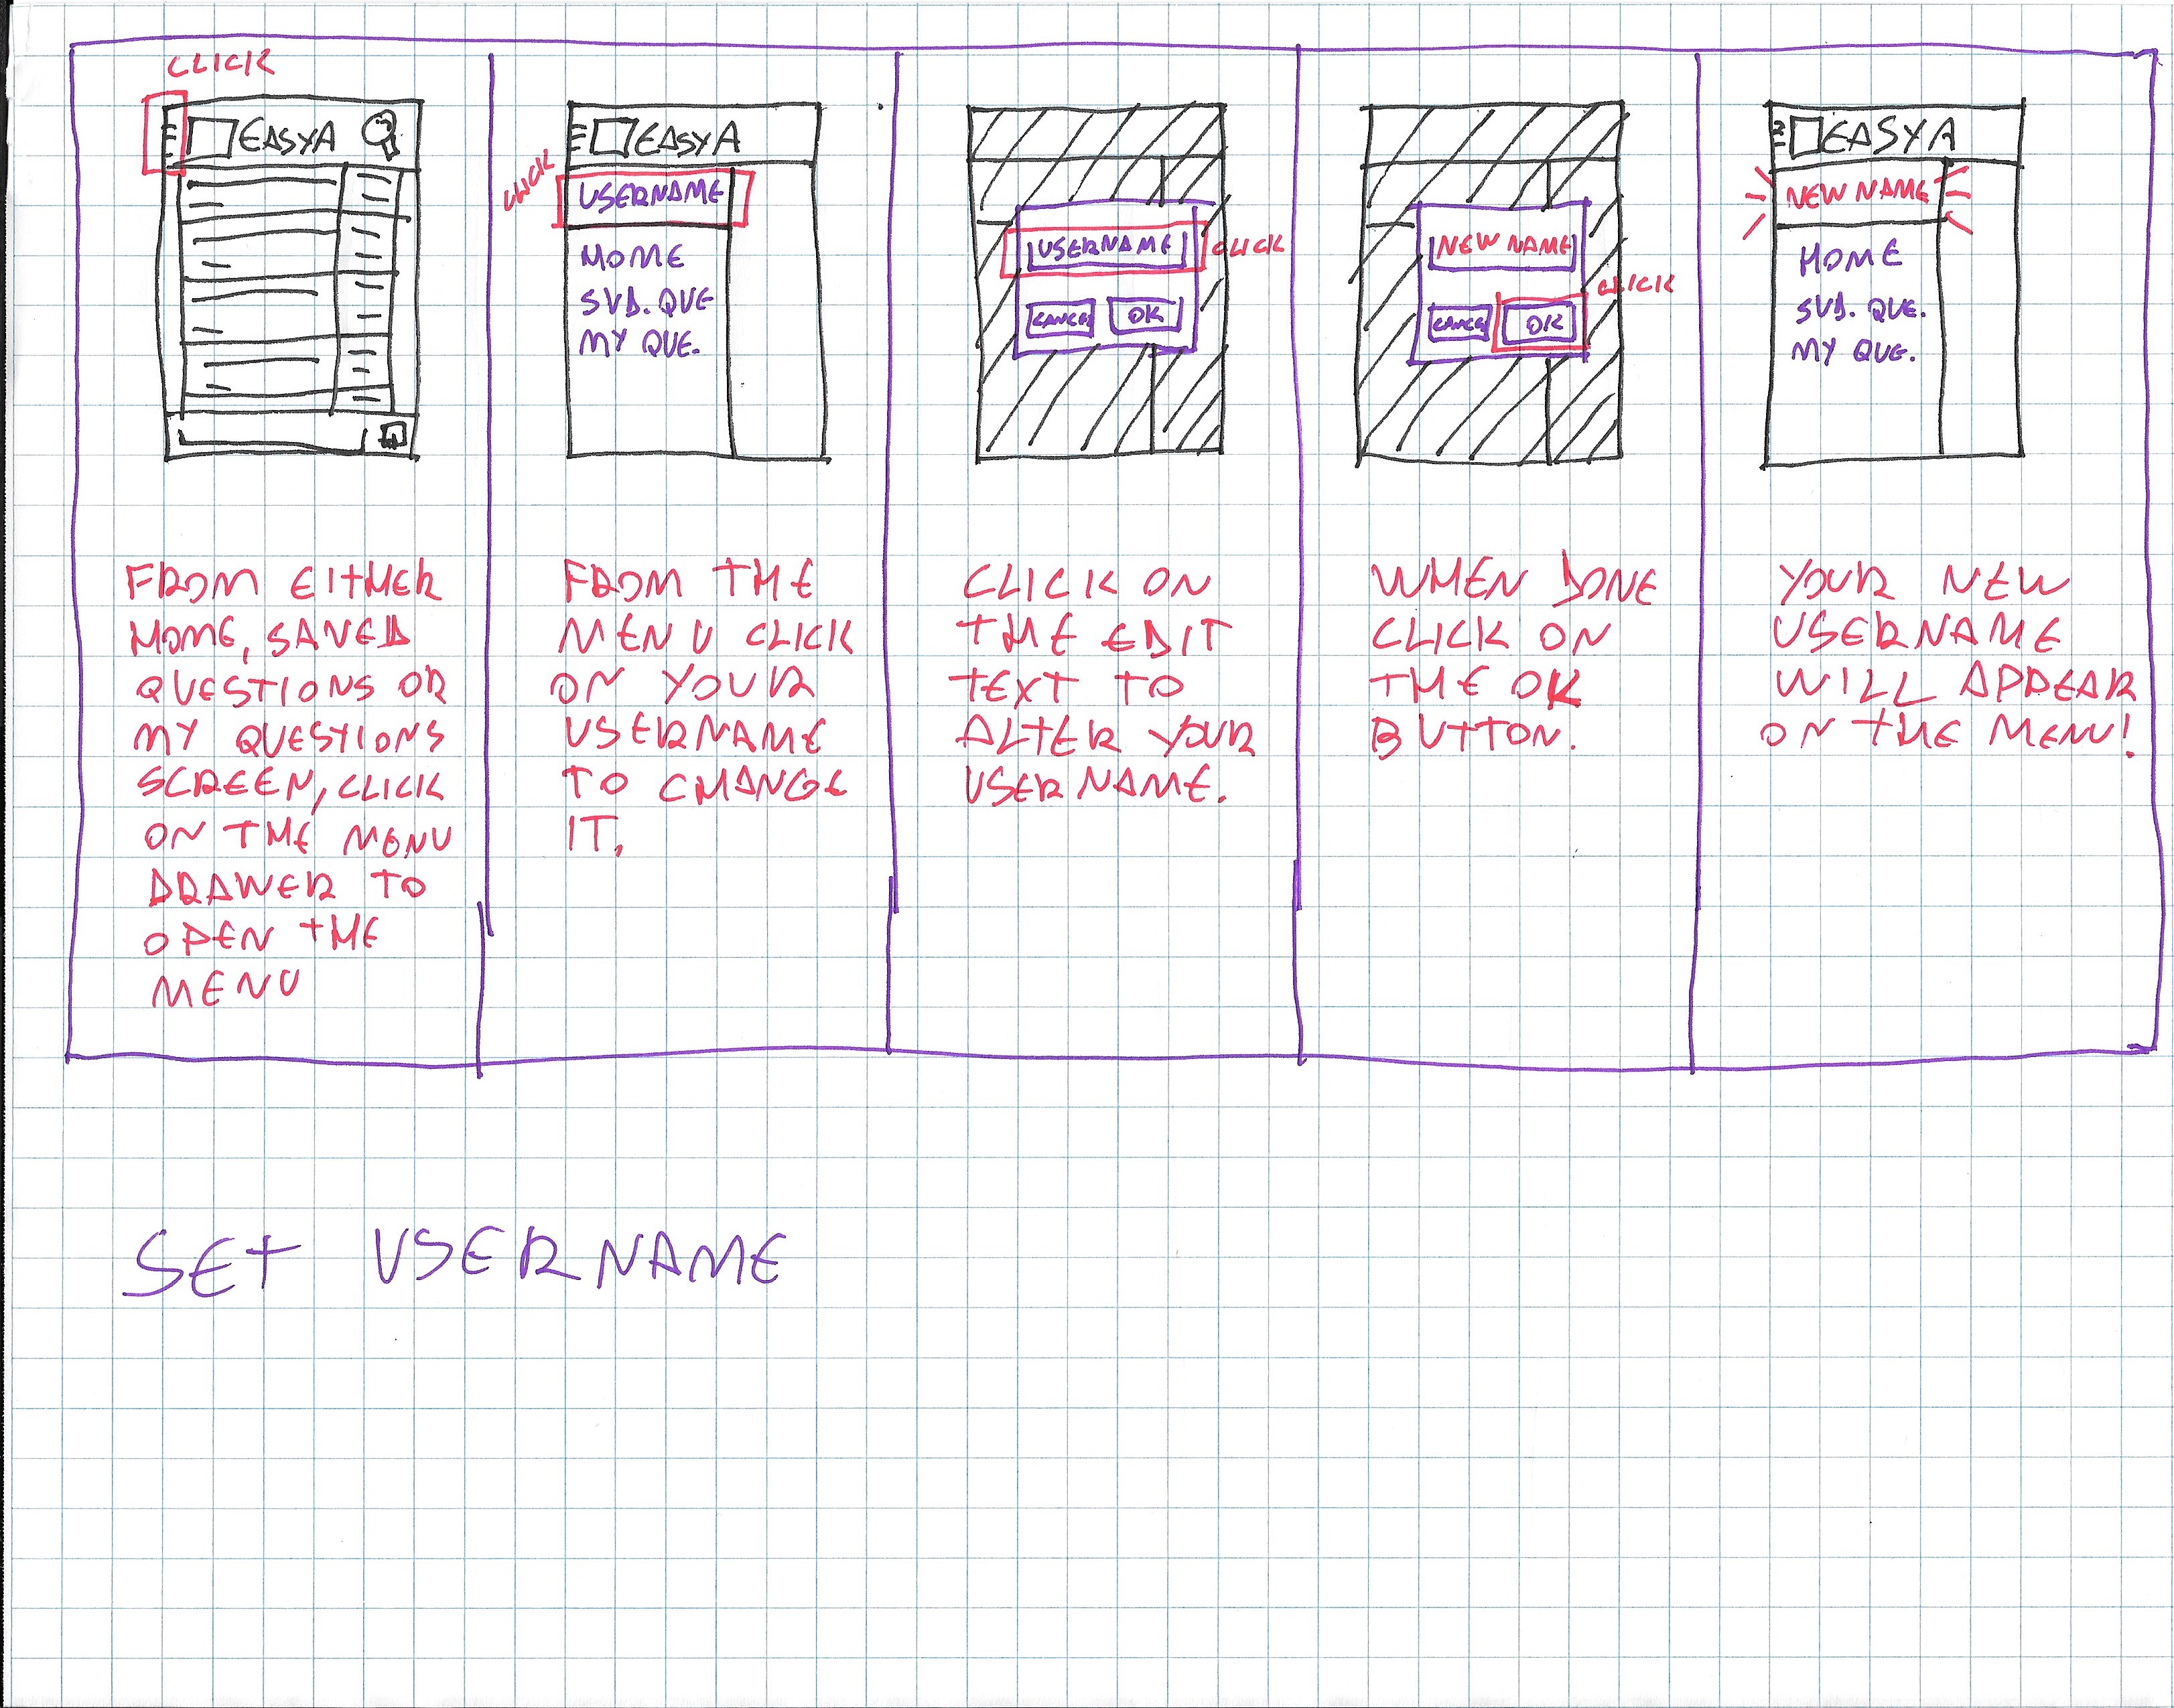 CLICK
EASYA
FROM EITHER
HOME, SAVED
QUESTIONS OR
MY QUESTIONS
SCREEN, CLICK
ON THE MENU
DRAWER TO
OPEN THE
MENU
EASYA
CLICK
USERNAME
HOME
SVD. QUE
MY QUE.
FROM THE
MENU CLICK
ON YOUR
USERNAME
TO CHANGE
IT.
USERNAME
CLICK
CANCEL
OK
CLICK ON
THE EDIT
TEXT TO
ALTER YOUR
USERNAME.
NEW NAME
CLICK
CANCEL
OK
WHEN DONE
CLICK ON
THE OK
BUTTON.
EASYA
NEW NAME
HOME
SVD. QUE.
MY QUE.
YOUR NEW
USERNAME
WILL APPEAR
ON THE MENU!
SET USERNAME